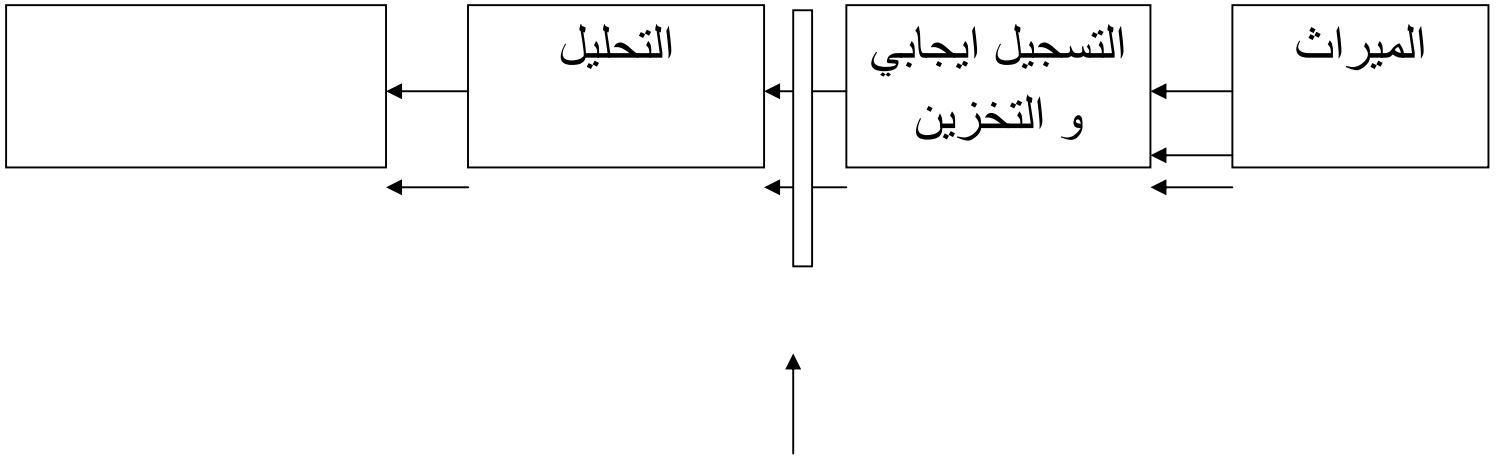 الميراث
التسجيل ايجابي
و التخزين
التحليل